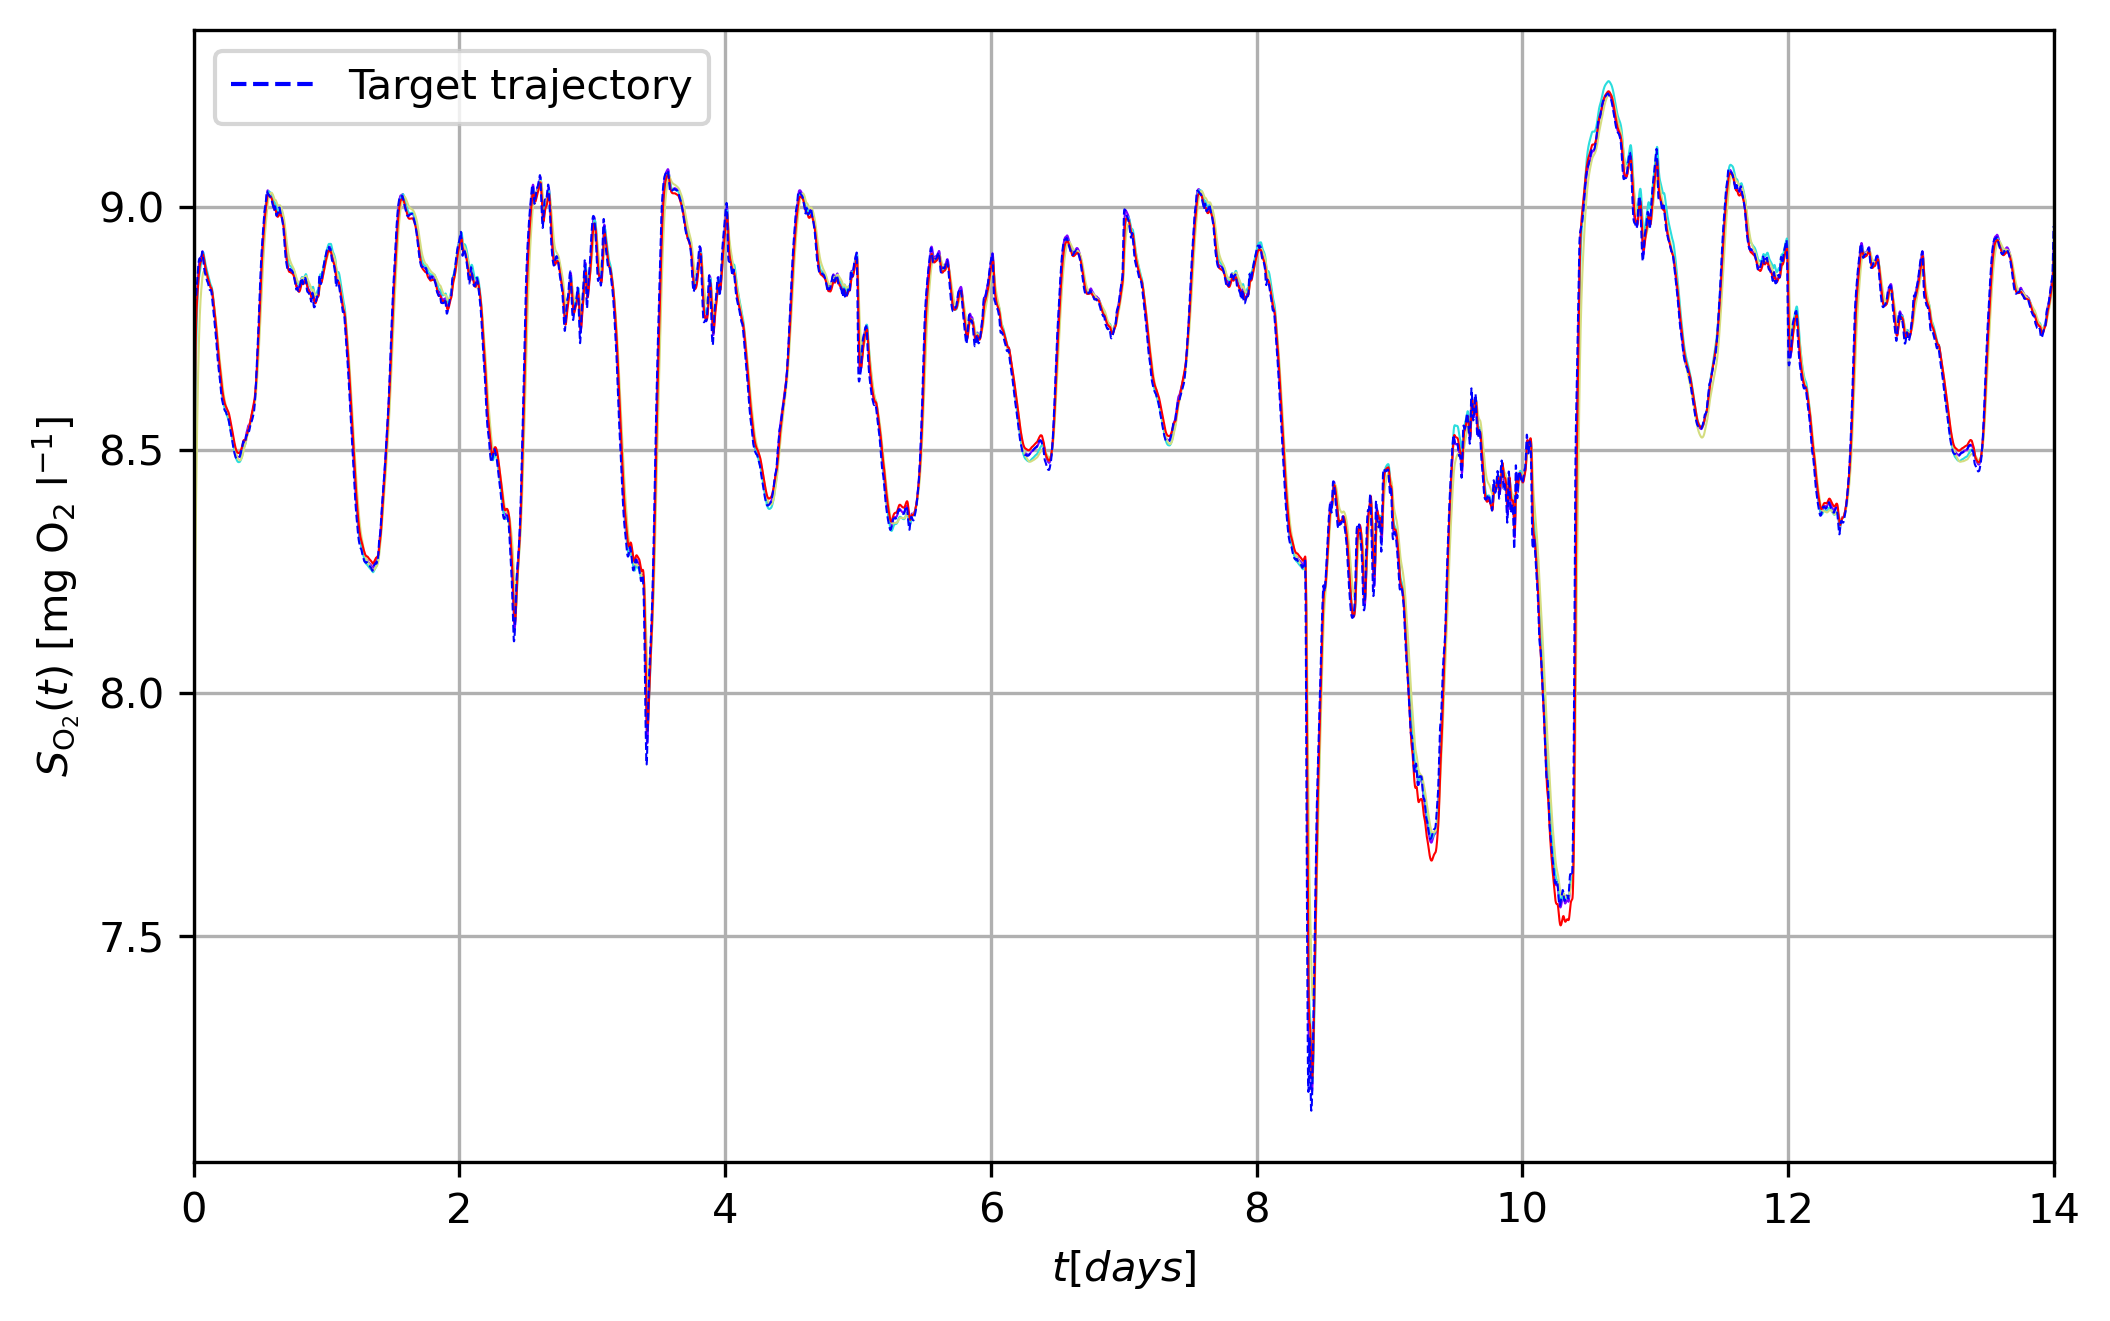 Target trajectory
9.0
8.5
8.0
7.5
S_{O_2}(t) [mg O_2 l^{-1}]
0 2 4 6 8 10 12 14
t[days]